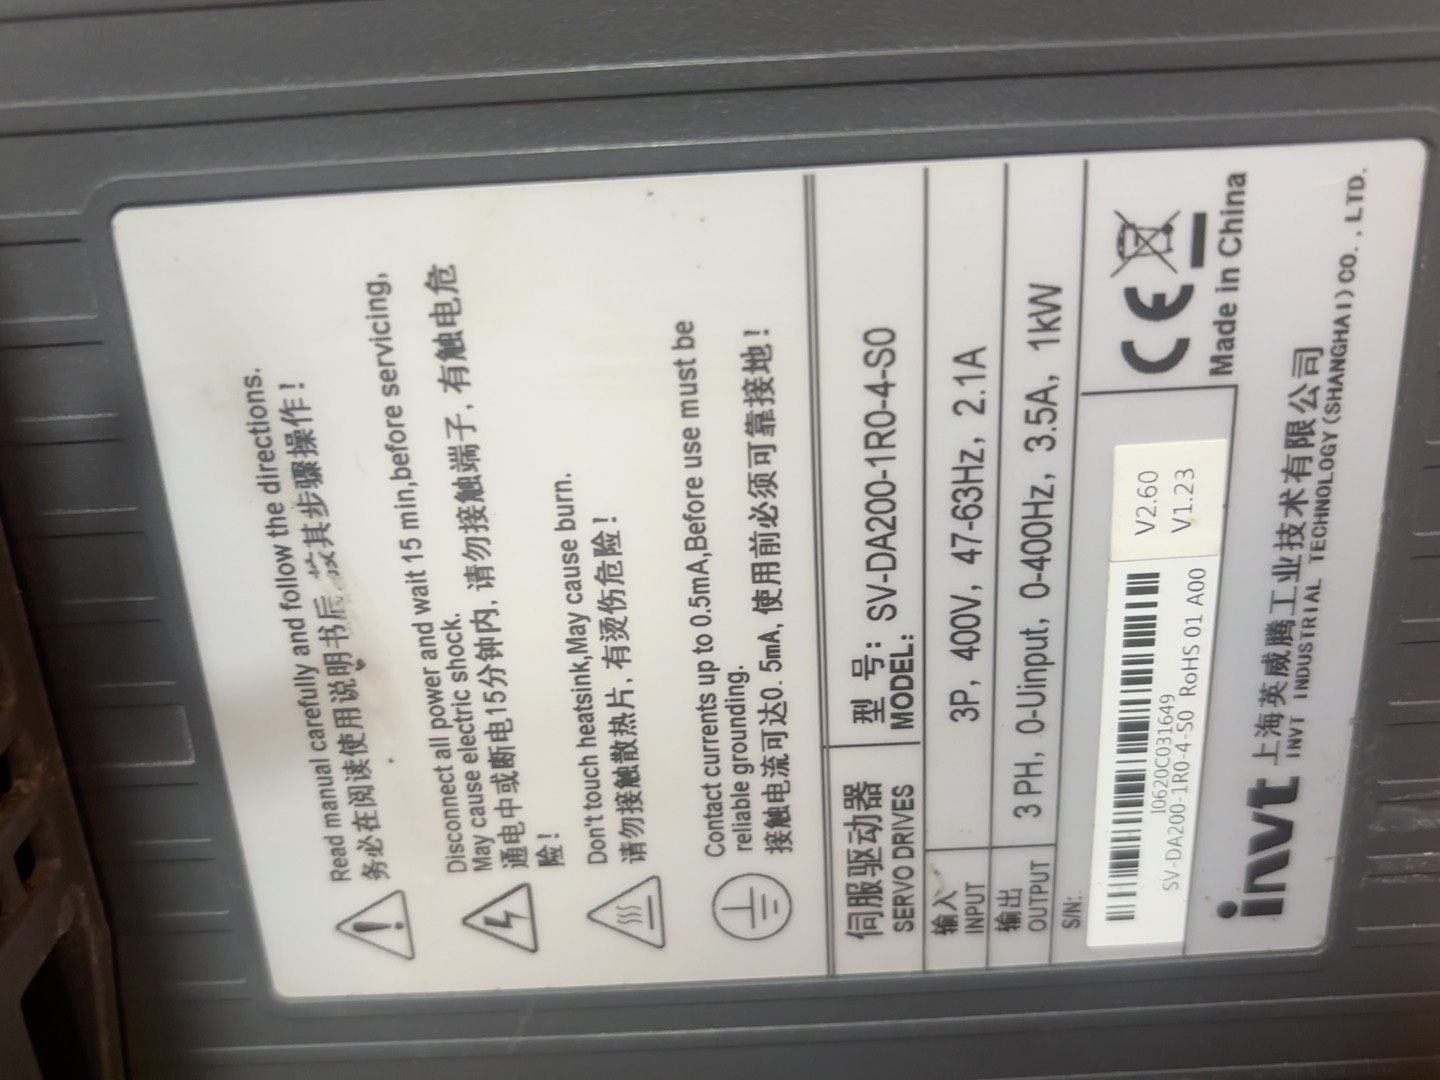 Read manual carefully and follow the directions.
务必在阅读使用说明书后,按其步骤操作!
Disconnect all power and wait 15 min,before servicing,
May cause electric shock.
通电中或断电15分钟内,请勿接触端子,有触电危
险!
Don't touch heatsink,May cause burn.
请勿接触散热片,有烫伤危险!
Contact currents up to 0.5mA,Before use must be
reliable grounding.
接触电流可达0.5mA,使用前必须可靠接地!
伺服驱动器 型 号: SV-DA200-1R0-4-S0
SERVO DRIVES MODEL:
输入 3P, 400V, 47-63Hz, 2.1A
INPUT
输出 3 PH, 0-Uinput, 0-400Hz, 3.5A, 1kW
OUTPUT
S/N:
I0620C031649
SV-DA200-1R0-4-S0 RoHS 01 A00
V2.60
V1.23
CE
Made in China
invt 上海英威腾工业技术有限公司
INVT INDUSTRIAL TECHNOLOGY(SHANGHAI)CO.,LTD.